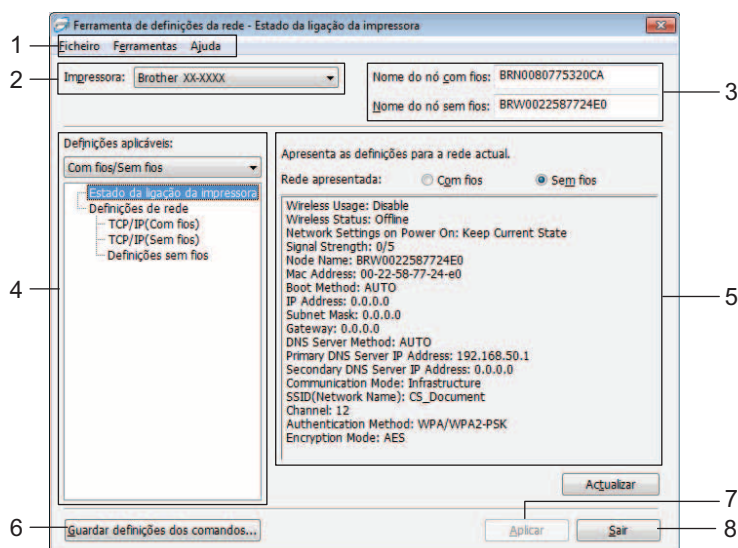 Ferramenta de definições da rede - Estado da ligação da impressora
1
Ficheiro Ferramentas Ajuda
2
Impressora: Brother XX-XXXX
Nome do nó com fios: BRN0080775320CA
Nome do nó sem fios: BRW0022587724E0
3
Definições aplicáveis:
Com fios/Sem fios
Estado da ligação da impressora
Definições de rede
TCP/IP(Com fios)
TCP/IP(Sem fios)
Definições sem fios
4
Apresenta as definições para a rede actual.
Rede apresentada: Com fios Sem fios
Wireless Usage: Disable
Wireless Status: Offline
Network Settings on Power On: Keep Current State
Signal Strength: 0/5
Node Name: BRW0022587724E0
Mac Address: 00-22-58-77-24-e0
Boot Method: AUTO
IP Address: 0.0.0.0
Subnet Mask: 0.0.0.0
Gateway: 0.0.0.0
DNS Server Method: AUTO
Primary DNS Server IP Address: 192.168.50.1
Secondary DNS Server IP Address: 0.0.0.0
Communication Mode: Infrastructure
SSID(Network Name): CS_Document
Channel: 12
Authentication Method: WPA/WPA2-PSK
Encryption Mode: AES
5
Actualizar
6
Guardar definições dos comandos...
7
Aplicar
Sair
8